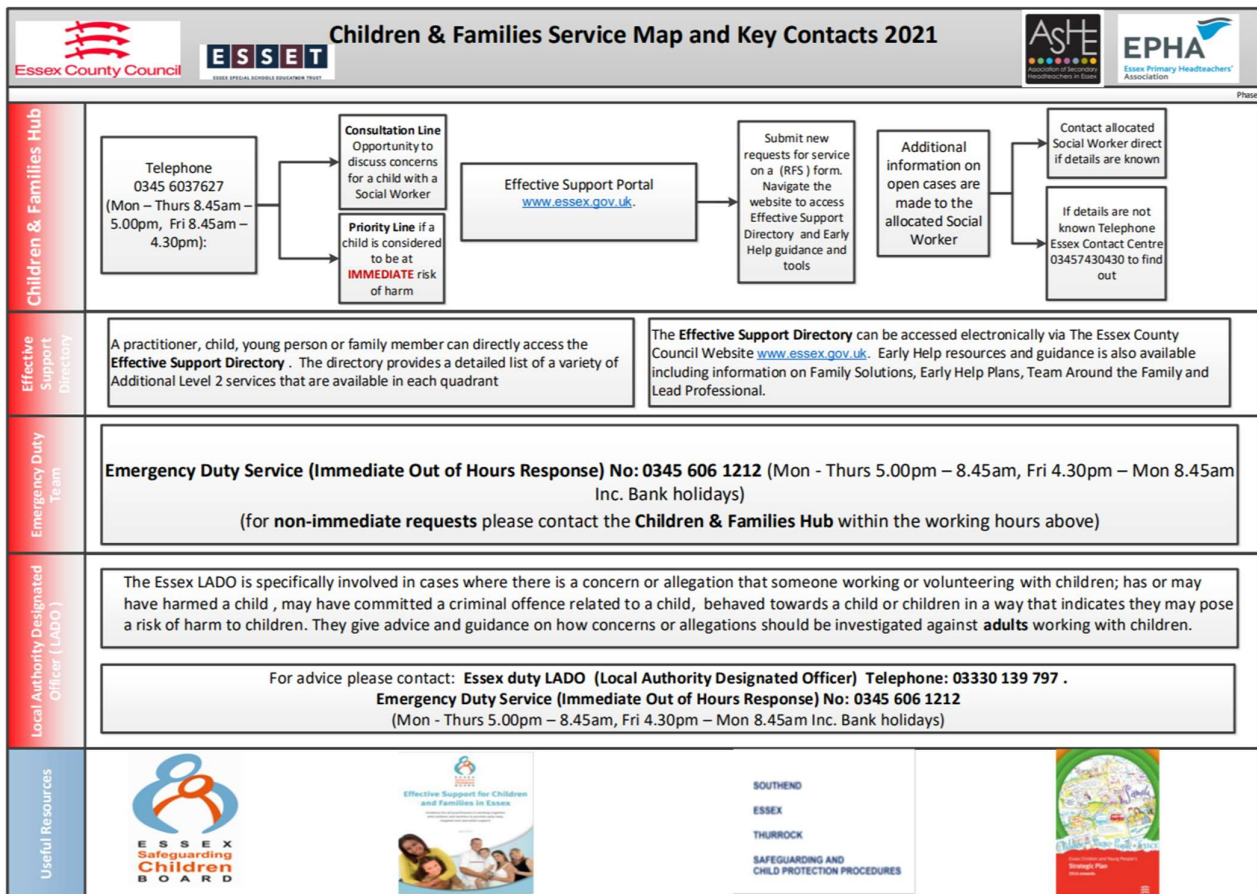 Children & Families Service Map and Key Contacts 2021
Essex County Council
ESSET
ESSEX SPECIAL SCHOOLS EDUCATION TRUST
ASHE
Association of Secondary
Headteachers in Essex
EPHA
Essex Primary Headteachers'
Association
Phase
Children & Families Hub
Telephone
0345 6037627
(Mon – Thurs 8.45am –
5.00pm, Fri 8.45am –
4.30pm):
Consultation Line
Opportunity to
discuss concerns
for a child with a
Social Worker
Priority Line if a
child is considered
to be at
IMMEDIATE risk
of harm
Effective Support Portal
www.essex.gov.uk.
Submit new
requests for service
on a (RFS ) form.
Navigate the
website to access
Effective Support
Directory and Early
Help guidance and
tools
Additional
information on
open cases are
made to the
allocated Social
Worker
Contact allocated
Social Worker direct
if details are known
If details are not
known Telephone
Essex Contact Centre
03457430430 to find
out
Effective
Support
Directory
A practitioner, child, young person or family member can directly access the
Effective Support Directory . The directory provides a detailed list of a variety of
Additional Level 2 services that are available in each quadrant
The Effective Support Directory can be accessed electronically via The Essex County
Council Website www.essex.gov.uk. Early Help resources and guidance is also available
including information on Family Solutions, Early Help Plans, Team Around the Family and
Lead Professional.
Emergency Duty
Team
Emergency Duty Service (Immediate Out of Hours Response) No: 0345 606 1212 (Mon - Thurs 5.00pm – 8.45am, Fri 4.30pm – Mon 8.45am
Inc. Bank holidays)
(for non-immediate requests please contact the Children & Families Hub within the working hours above)
Local Authority Designated
Officer ( LADO )
The Essex LADO is specifically involved in cases where there is a concern or allegation that someone working or volunteering with children; has or may
have harmed a child , may have committed a criminal offence related to a child, behaved towards a child or children in a way that indicates they may pose
a risk of harm to children. They give advice and guidance on how concerns or allegations should be investigated against adults working with children.
For advice please contact: Essex duty LADO (Local Authority Designated Officer) Telephone: 03330 139 797 .
Emergency Duty Service (Immediate Out of Hours Response) No: 0345 606 1212
(Mon - Thurs 5.00pm – 8.45am, Fri 4.30pm – Mon 8.45am Inc. Bank holidays)
Useful Resources
ESSEX
Safeguarding
Children
BOARD
Effective Support for Children
and Families in Essex
SOUTHEND
ESSEX
THURROCK
SAFEGUARDING AND
CHILD PROTECTION PROCEDURES
Essex Children and Young People's
Strategic Plan